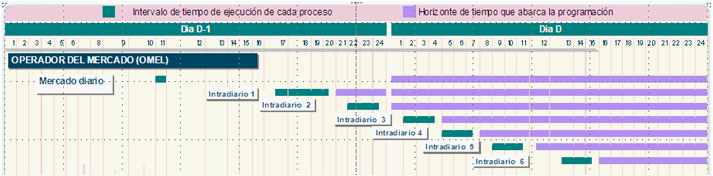 Intervalo de tiempo de ejecución de cada proceso
Horizonte de tiempo que abarca la programación
Día D-1
Día D
1 2 3 4 5 6 7 8 9 10 11 12 13 14 15 16 17 18 19 20 21 22 23 24
1 2 3 4 5 6 7 8 9 10 11 12 13 14 15 16 17 18 19 20 21 22 23 24
OPERADOR DEL MERCADO (OMEL)
Mercado diario
Intradiario 1
Intradiario 2
Intradiario 3
Intradiario 4
Intradiario 5
Intradiario 6